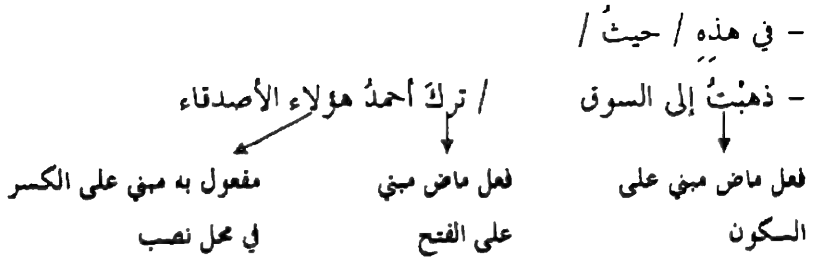 – في هذِهِ / حيثُ /
– ذهبْتُ إلى السوق / تركَ أحمدُ هؤلاءِ الأصدقاء
فعل ماض مبني على فعل ماض مبني مفعول به مبني على الكسر
السكون على الفتح في محل نصب